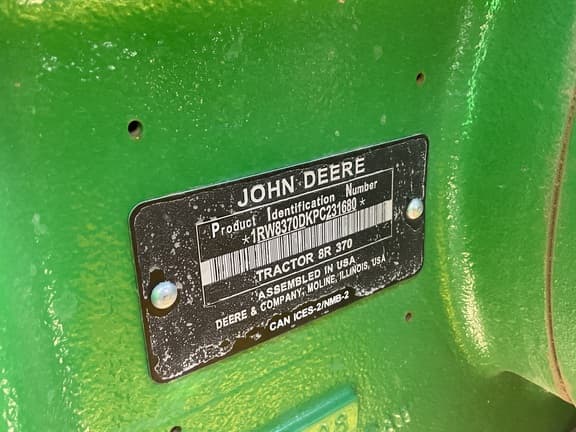 JOHN DEERE
Product Identification Number
*1RW8370DKPC231680*
TRACTOR 8R 370
ASSEMBLED IN USA
DEERE & COMPANY, MOLINE, ILLINOIS, USA
CAN ICES-2/NMB-2